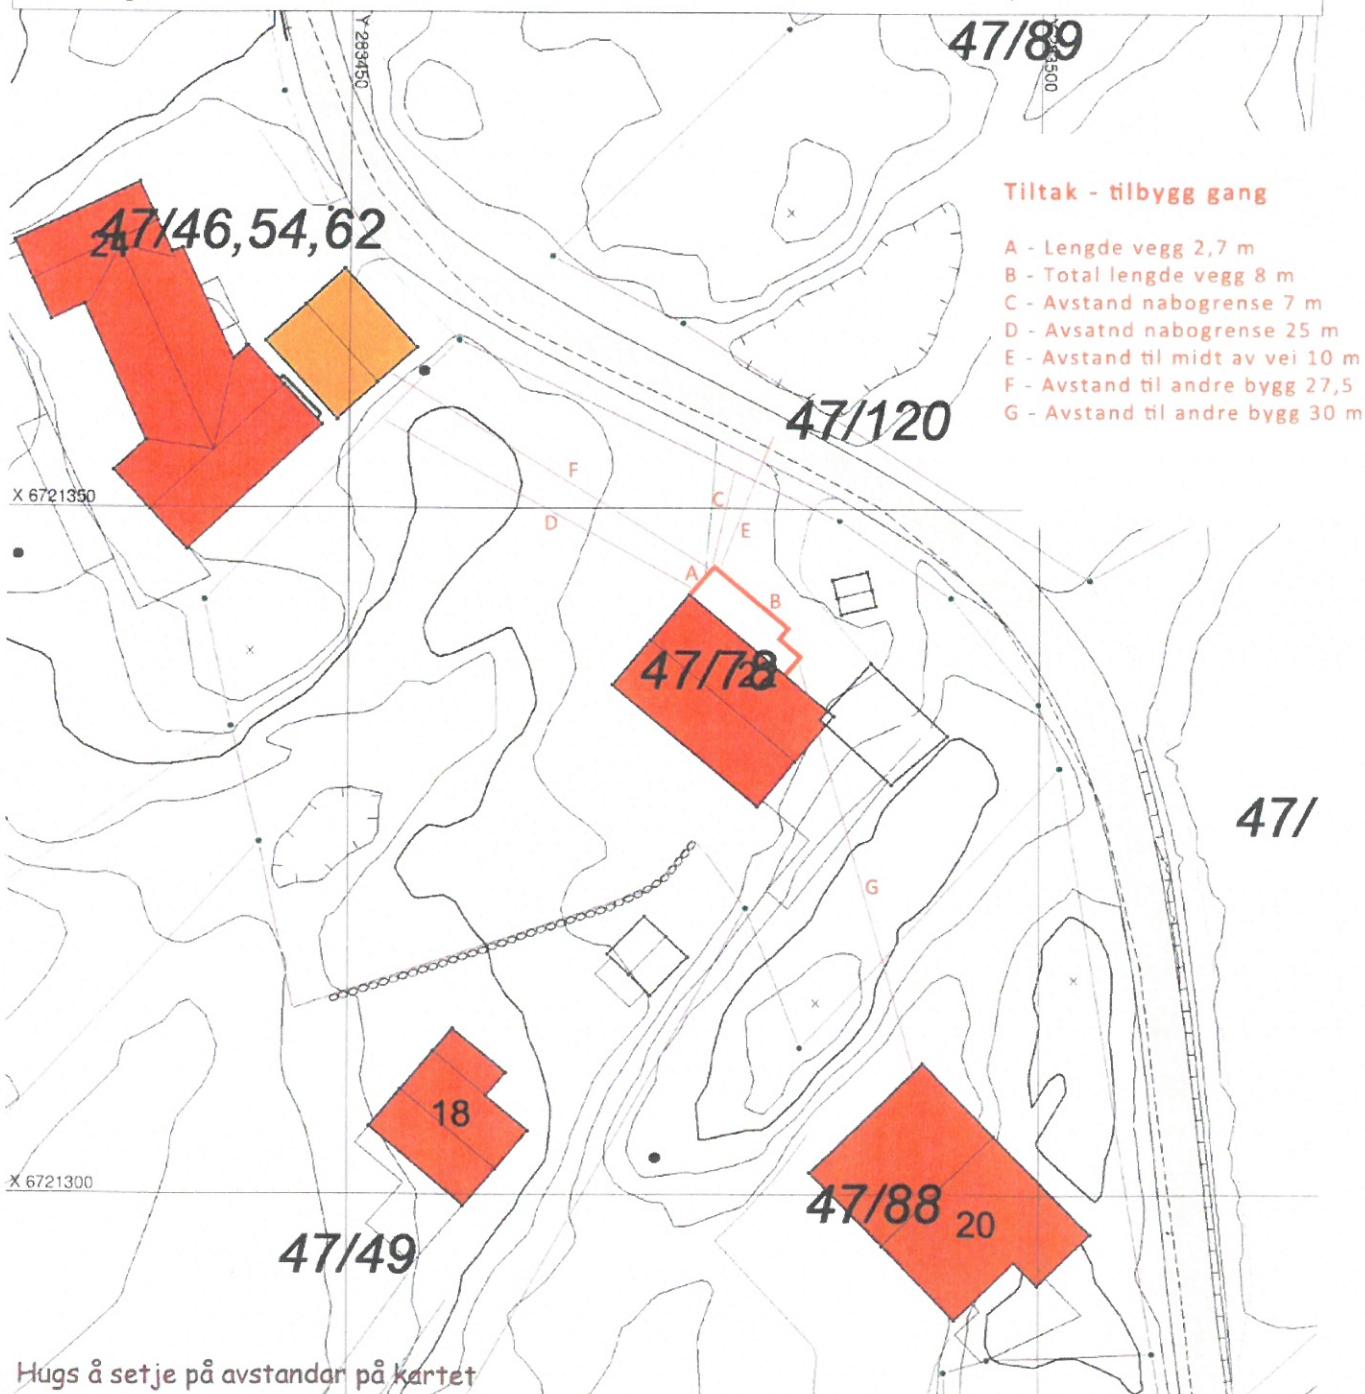 47/89
Y 283450
Tiltak - tilbygg gang
47/46,54,62
24
A - Lengde vegg 2,7 m
B - Total lengde vegg 8 m
C - Avstand nabogrense 7 m
D - Avsatnd nabogrense 25 m
E - Avstand til midt av vei 10 m
F - Avstand til andre bygg 27,5
G - Avstand til andre bygg 30 m
47/120
F
X 6721350
C
D
E
A
B
47/78
22
47/
G
18
X 6721300
47/88
20
47/49
Hugs å setje på avstandar på kartet